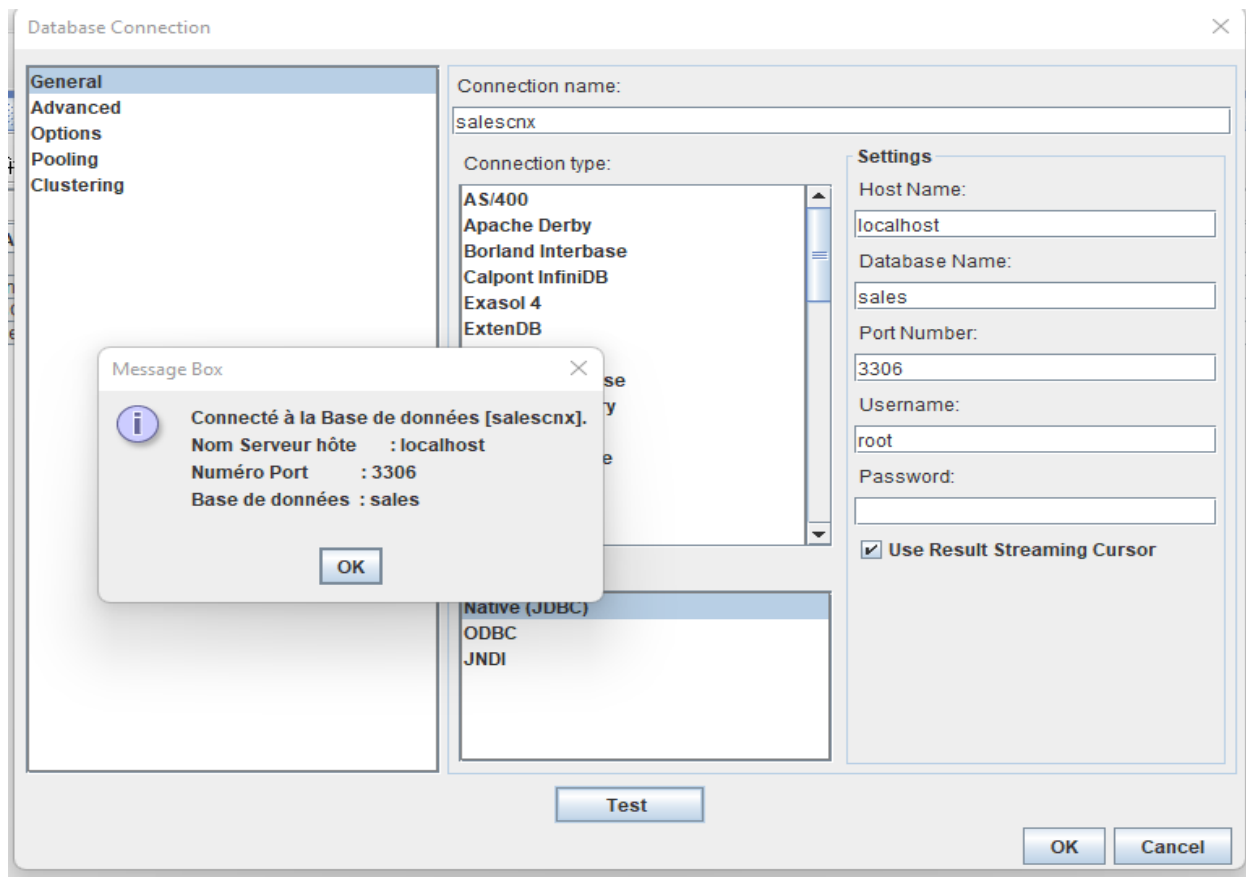 Database Connection
General
Advanced
Options
Pooling
Clustering
Connection name:
salescnx
Connection type:
AS/400
Apache Derby
Borland Interbase
Calpont InfiniDB
Exasol 4
ExtenDB
Native (JDBC)
ODBC
JNDI
Settings
Host Name:
localhost
Database Name:
sales
Port Number:
3306
Username:
root
Password:
Use Result Streaming Cursor
Message Box
Connecté à la Base de données [salescnx].
Nom Serveur hôte : localhost
Numéro Port : 3306
Base de données : sales
OK
Test
OK
Cancel